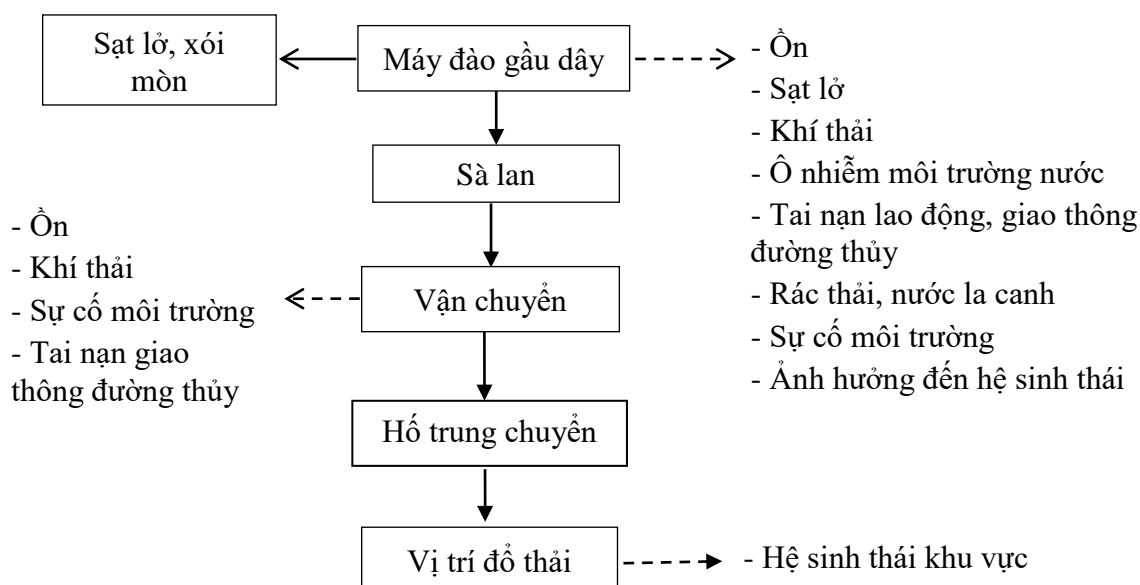 Sạt lở, xói
mòn
Máy đào gầu dây
- Ồn
- Sạt lở
- Khí thải
- Ô nhiễm môi trường nước
- Tai nạn lao động, giao thông
đường thủy
- Rác thải, nước la canh
- Sự cố môi trường
- Ảnh hưởng đến hệ sinh thái
Sà lan
- Ồn
- Khí thải
- Sự cố môi trường
- Tai nạn giao
thông đường thủy
Vận chuyển
Hố trung chuyển
Vị trí đổ thải
- Hệ sinh thái khu vực